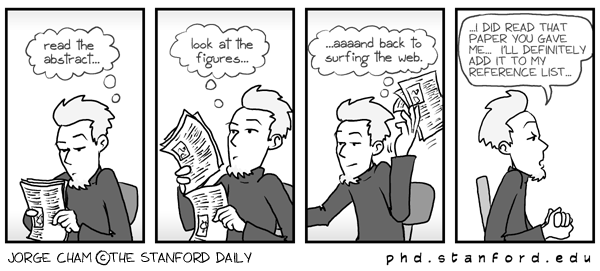 read the
abstract...
look at the
figures...
...aaaand back to
surfing the web.
...I DID READ THAT
PAPER YOU GAVE
ME... I'LL DEFINITELY
ADD IT TO MY
REFERENCE LIST...
JORGE CHAM ©THE STANFORD DAILY
phd.stanford.edu